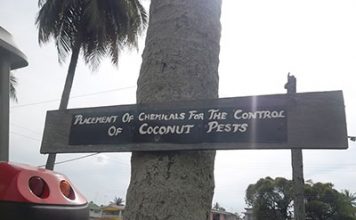 Placement Of Chemicals For The Control
Of Coconut Pests